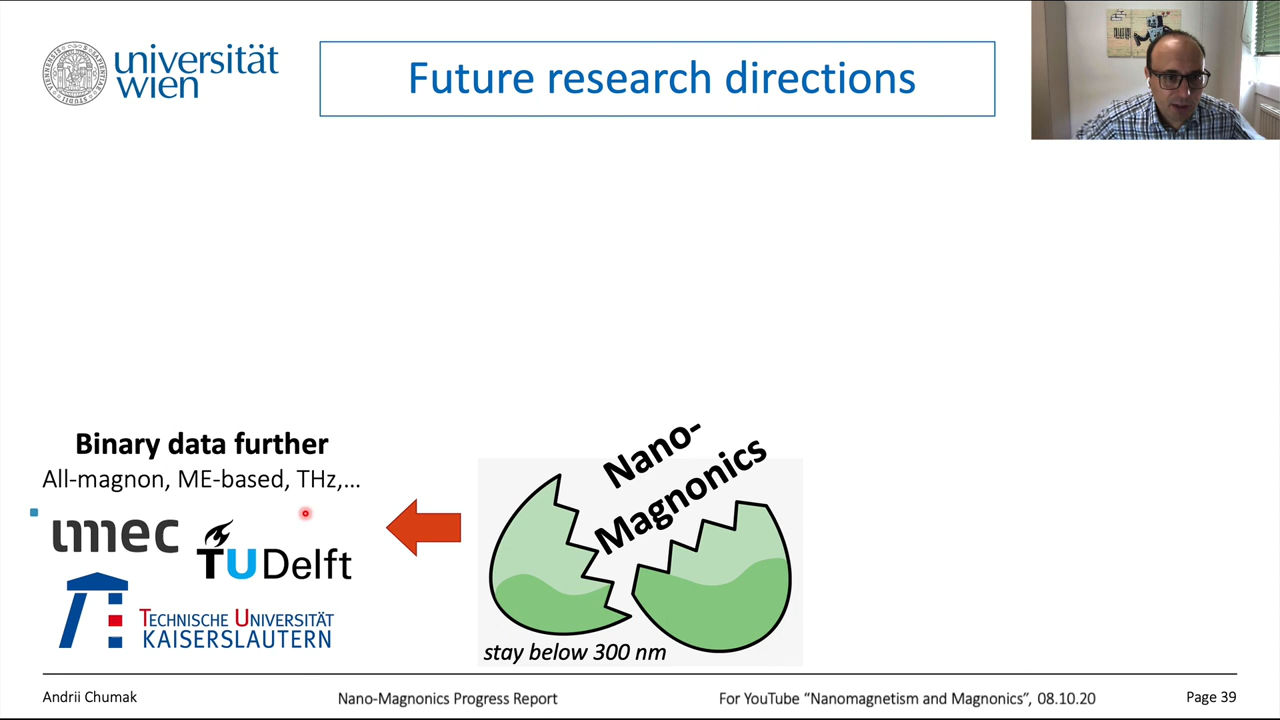 universität
wien
Future research directions
Binary data further
All-magnon, ME-based, THz,...
imec
TU Delft
TECHNISCHE UNIVERSITÄT
KAISERSLAUTERN
Nano-
Magnonics
stay below 300 nm
Andrii Chumak
Nano-Magnonics Progress Report
For YouTube “Nanomagnetism and Magnonics”, 08.10.20
Page 39